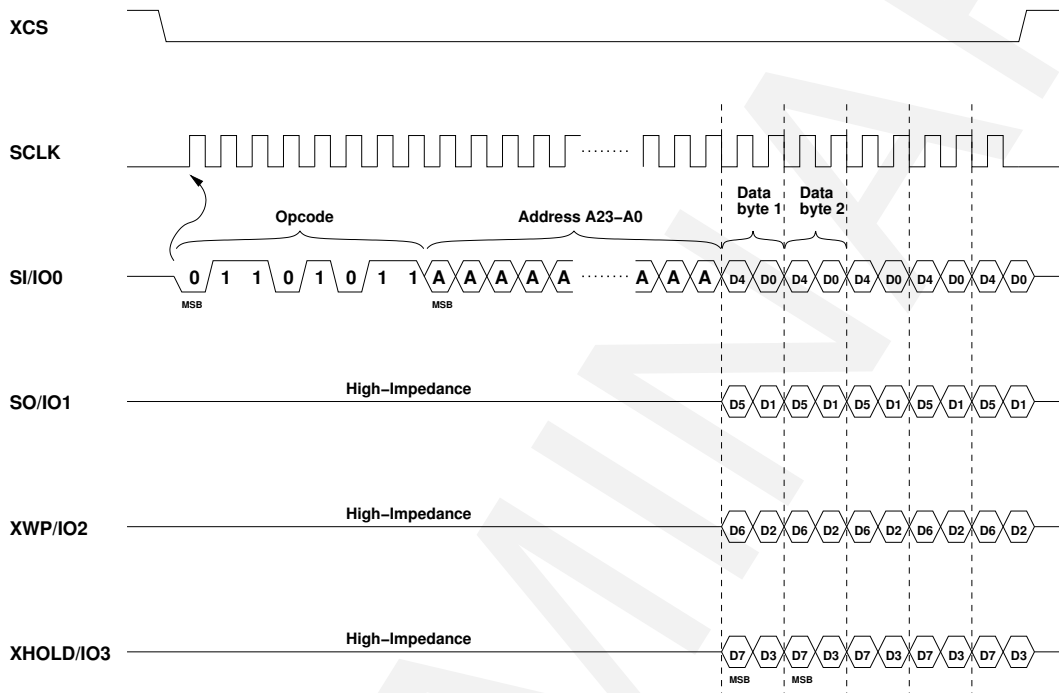 XCS
SCLK
Data byte 1
Data byte 2
Opcode
Address A23–A0
SI/IO0
0 1 1 0 1 0 1 1 A A A A A ········ A A A D4 D0 D4 D0 D4 D0 D4 D0 D4 D0
MSB
MSB
High–Impedance
SO/IO1
D5 D1 D5 D1 D5 D1 D5 D1 D5 D1
High–Impedance
XWP/IO2
D6 D2 D6 D2 D6 D2 D6 D2 D6 D2
High–Impedance
XHOLD/IO3
D7 D3 D7 D3 D7 D3 D7 D3 D7 D3
MSB
MSB